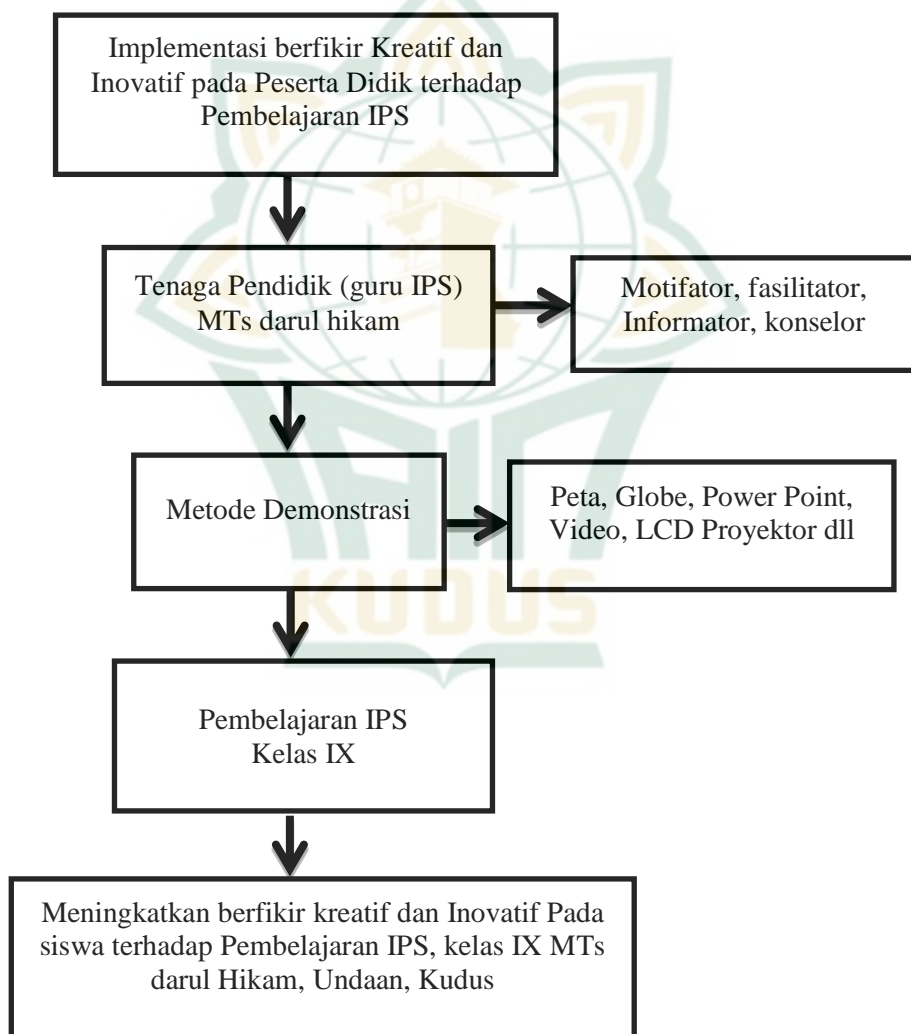 Implementasi berfikir Kreatif dan
Inovatif pada Peserta Didik terhadap
Pembelajaran IPS
Tenaga Pendidik (guru IPS)
MTs darul hikam
Motifator, fasilitator,
Informator, konselor
Metode Demonstrasi
Peta, Globe, Power Point,
Video, LCD Proyektor dll
KUDUS
Pembelajaran IPS
Kelas IX
Meningkatkan berfikir kreatif dan Inovatif Pada
siswa terhadap Pembelajaran IPS, kelas IX MTs
darul Hikam, Undaan, Kudus